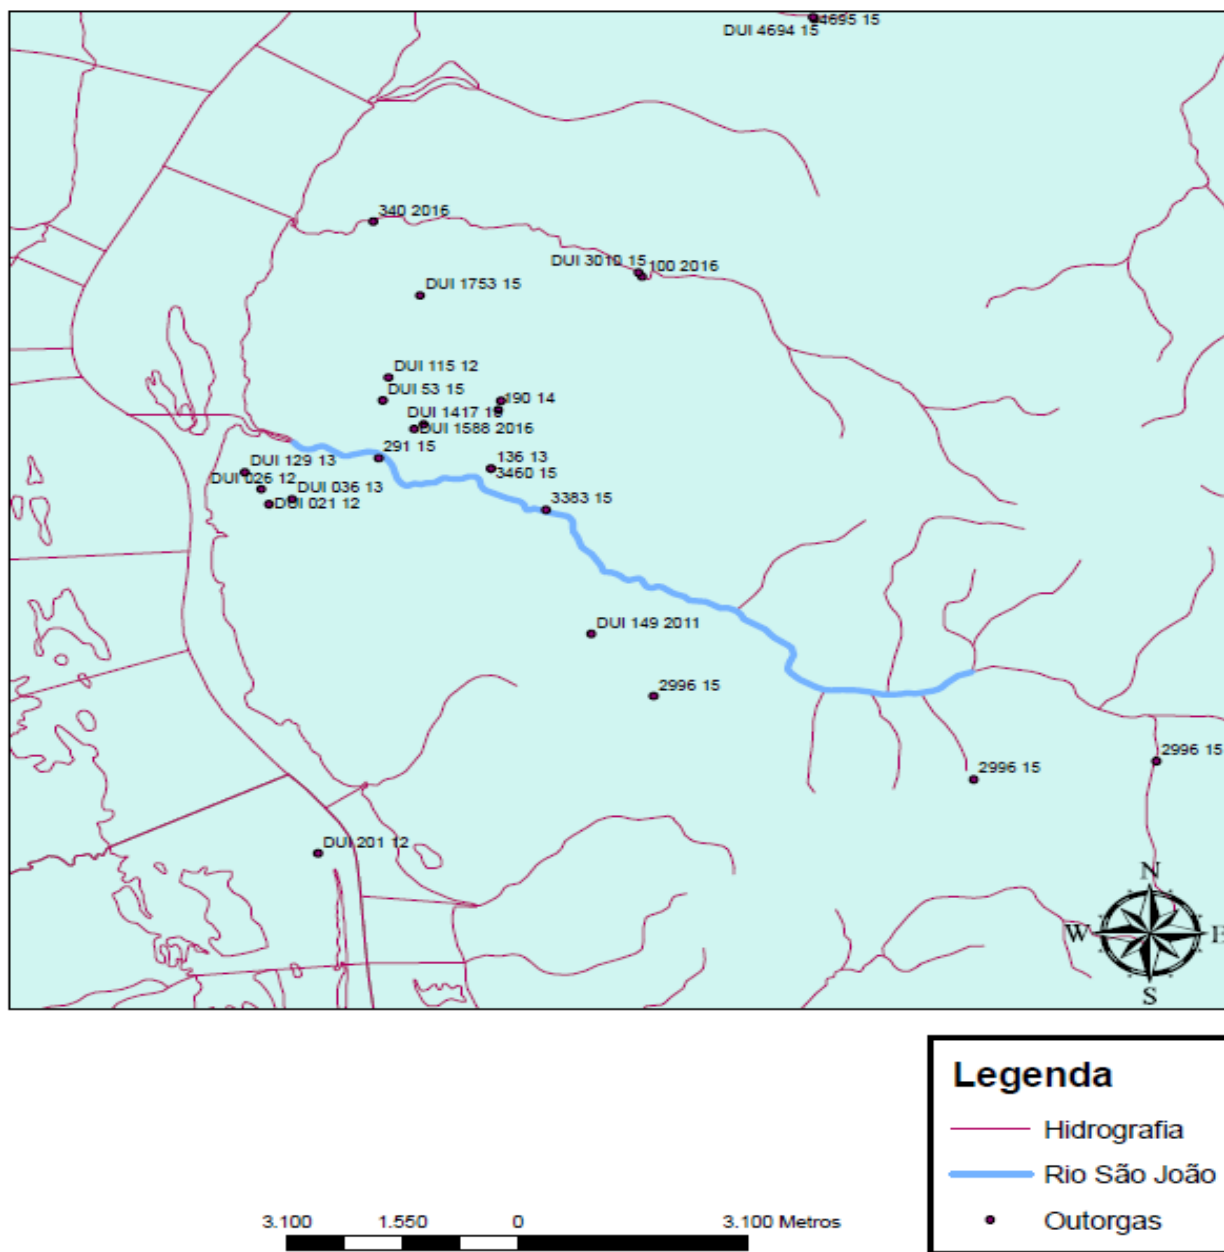 4695 15
DUI 4694 15
340 2016
DUI 3010 15
100 2016
DUI 1753 15
DUI 115 12
DUI 53 15
190 14
DUI 1417 15
DUI 1588 2016
291 15
136 13
3460 15
DUI 129 13
DUI 026 12
DUI 036 13
DUI 021 12
3383 15
DUI 149 2011
2996 15
2996 15
2996 15
DUI 201 12
N
W
E
S
Legenda
Hidrografia
Rio São João
Outorgas
3.100 1.550 0 3.100 Metros